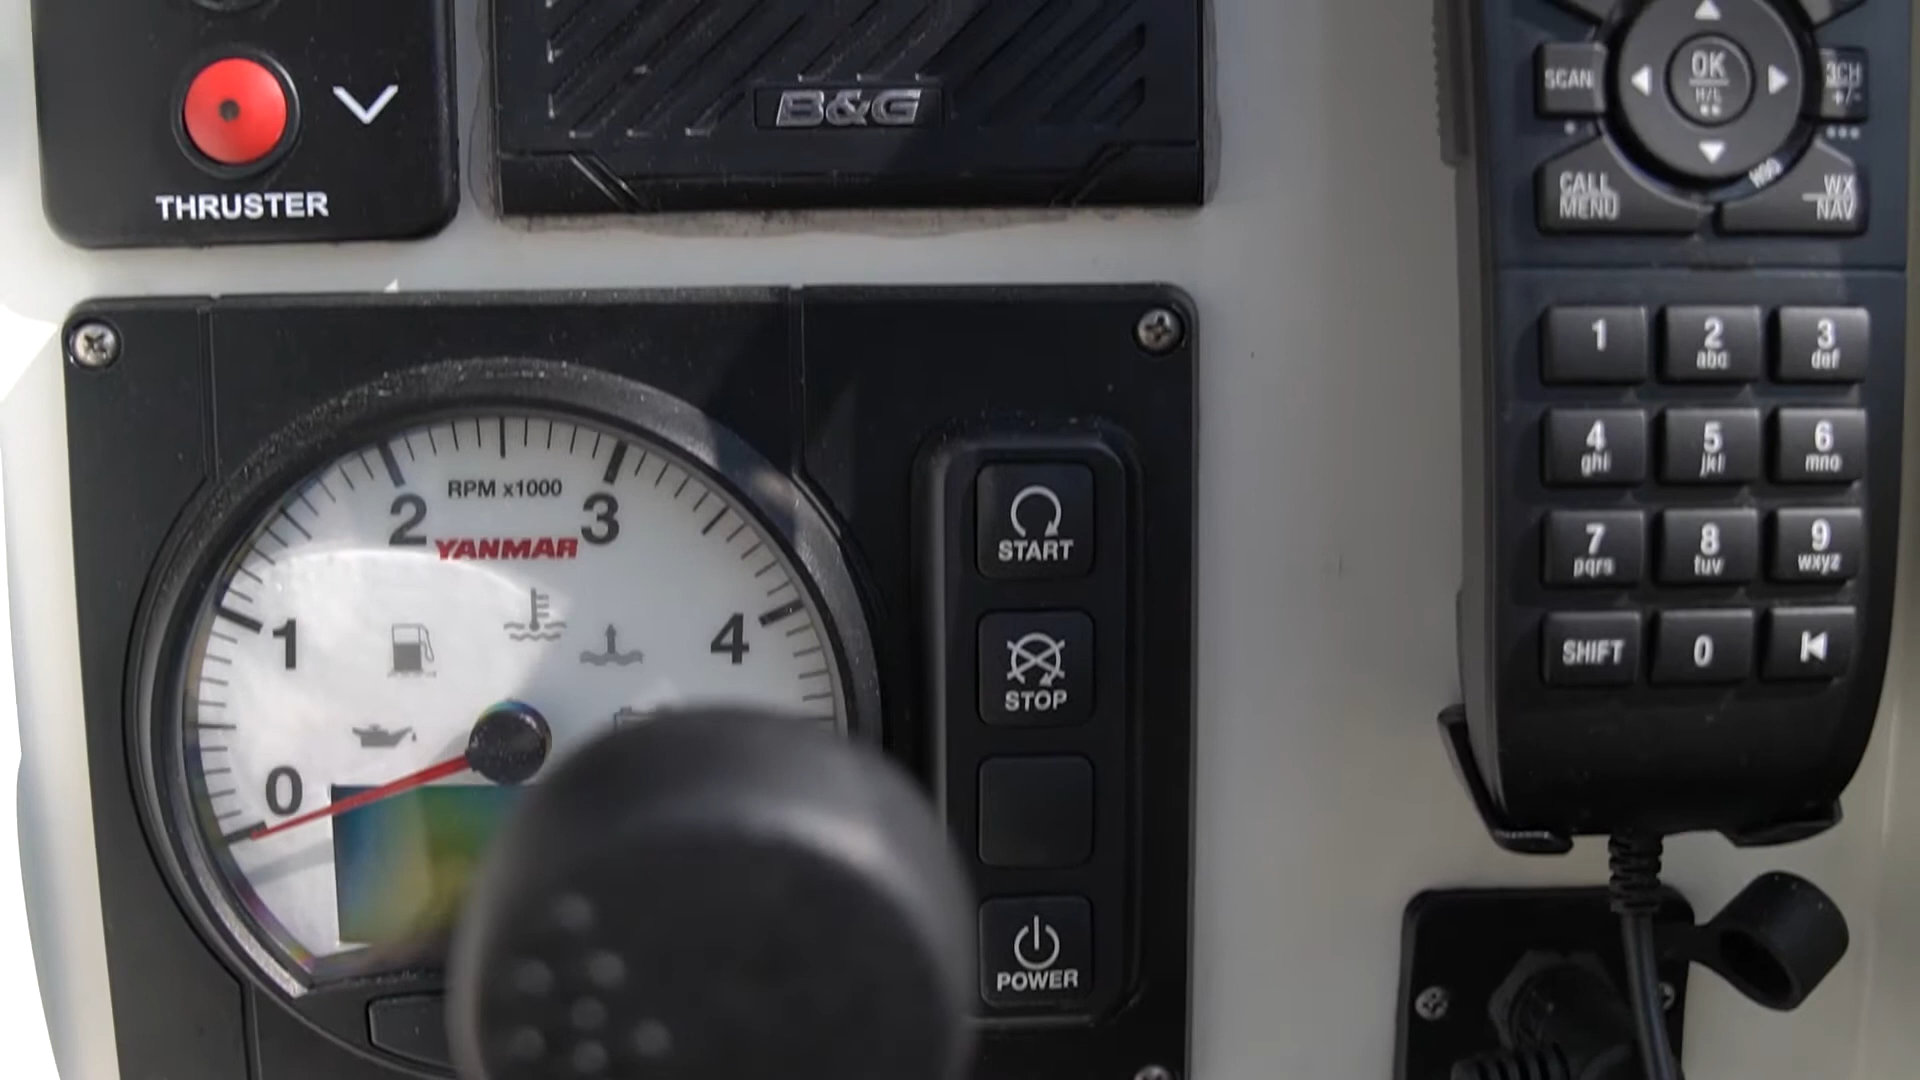 THRUSTER
B&G
RPM x1000
YANMAR
0
1
2
3
4
START
STOP
POWER
SCAN
OK
H/L
3CH
+/-
CALL
MENU
WX
NAV
1
2
abc
3
def
4
ghi
5
jkl
6
mno
7
pqrs
8
tuv
9
wxyz
SHIFT
0